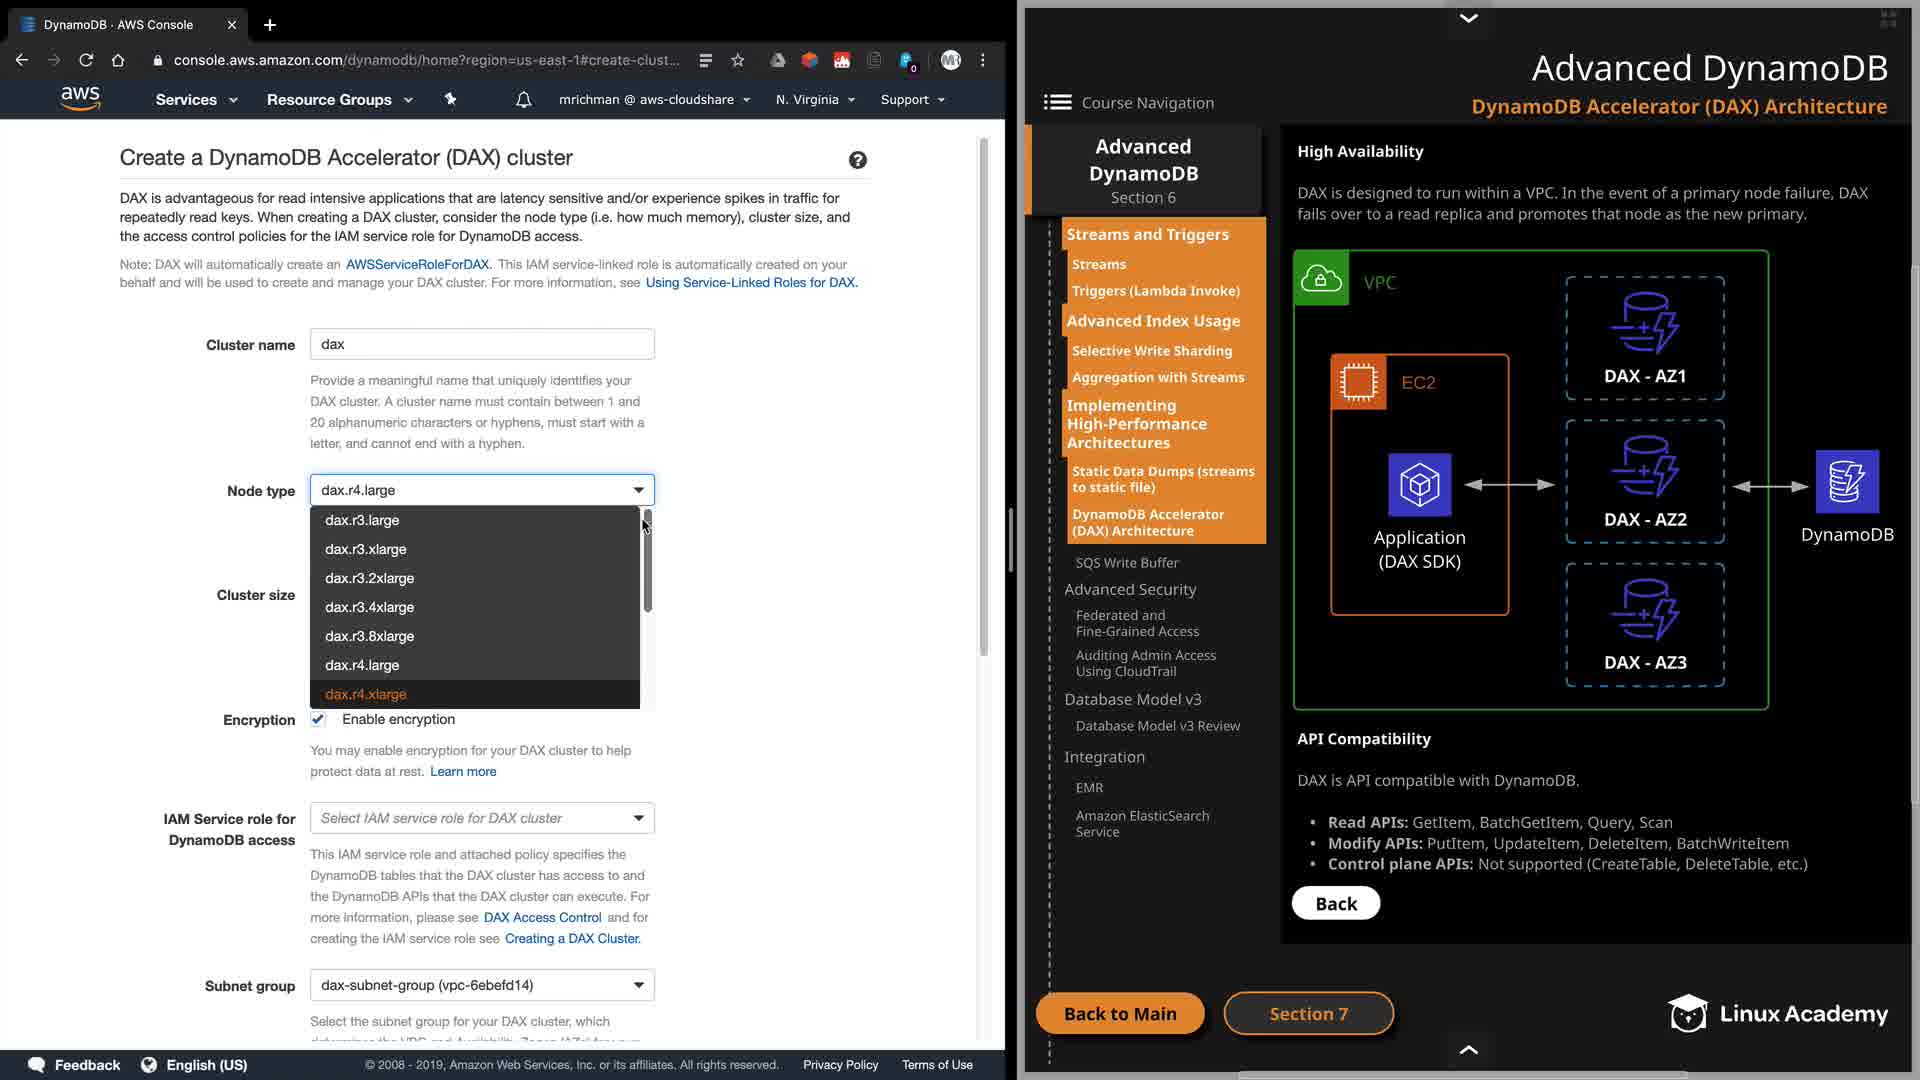 DynamoDB · AWS Console
console.aws.amazon.com/dynamodb/home?region=us-east-1#create-clust...
0
aws
Services
Resource Groups
mrichman @ aws-cloudshare
N. Virginia
Support
Create a DynamoDB Accelerator (DAX) cluster
DAX is advantageous for read intensive applications that are latency sensitive and/or experience spikes in traffic for
repeatedly read keys. When creating a DAX cluster, consider the node type (i.e. how much memory), cluster size, and
the access control policies for the IAM service role for DynamoDB access.
Note: DAX will automatically create an AWSServiceRoleForDAX. This IAM service-linked role is automatically created on your
behalf and will be used to create and manage your DAX cluster. For more information, see Using Service-Linked Roles for DAX.
Cluster name
dax
Provide a meaningful name that uniquely identifies your
DAX cluster. A cluster name must contain between 1 and
20 alphanumeric characters or hyphens, must start with a
letter, and cannot end with a hyphen.
Node type
dax.r4.large
dax.r3.large
dax.r3.xlarge
dax.r3.2xlarge
dax.r3.4xlarge
dax.r3.8xlarge
dax.r4.large
dax.r4.xlarge
Cluster size
Encryption
Enable encryption
You may enable encryption for your DAX cluster to help
protect data at rest. Learn more
IAM Service role for
DynamoDB access
Select IAM service role for DAX cluster
This IAM service role and attached policy specifies the
DynamoDB tables that the DAX cluster has access to and
the DynamoDB APIs that the DAX cluster can execute. For
more information, please see DAX Access Control and for
creating the IAM service role see Creating a DAX Cluster.
Subnet group
dax-subnet-group (vpc-6ebefd14)
Select the subnet group for your DAX cluster, which
Feedback
English (US)
© 2008 - 2019, Amazon Web Services, Inc. or its affiliates. All rights reserved.
Privacy Policy
Terms of Use
Advanced DynamoDB
DynamoDB Accelerator (DAX) Architecture
Course Navigation
Advanced
DynamoDB
Section 6
Streams and Triggers
Streams
Triggers (Lambda Invoke)
Advanced Index Usage
Selective Write Sharding
Aggregation with Streams
Implementing
High-Performance
Architectures
Static Data Dumps (streams
to static file)
DynamoDB Accelerator
(DAX) Architecture
SQS Write Buffer
Advanced Security
Federated and
Fine-Grained Access
Auditing Admin Access
Using CloudTrail
Database Model v3
Database Model v3 Review
Integration
EMR
Amazon ElasticSearch
Service
High Availability
DAX is designed to run within a VPC. In the event of a primary node failure, DAX
fails over to a read replica and promotes that node as the new primary.
VPC
EC2
Application
(DAX SDK)
DAX - AZ1
DAX - AZ2
DAX - AZ3
DynamoDB
API Compatibility
DAX is API compatible with DynamoDB.
• Read APIs: GetItem, BatchGetItem, Query, Scan
• Modify APIs: PutItem, UpdateItem, DeleteItem, BatchWriteItem
• Control plane APIs: Not supported (CreateTable, DeleteTable, etc.)
Back
Back to Main
Section 7
Linux Academy